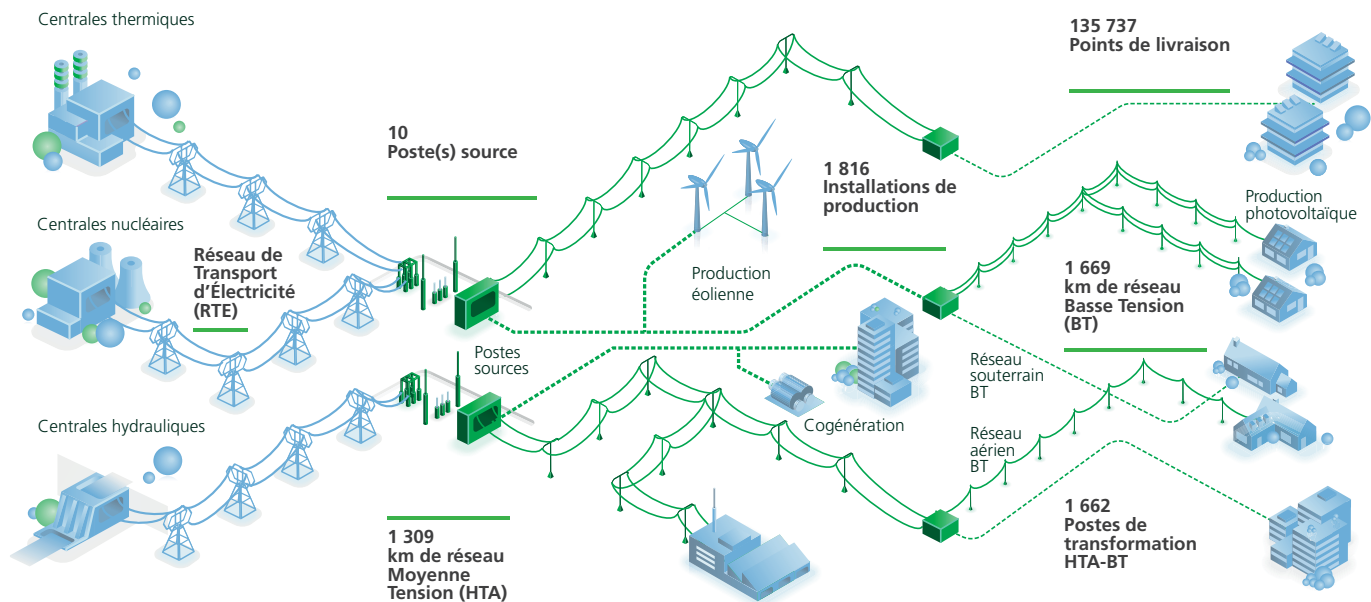 Centrales thermiques
135 737
Points de livraison
10
Poste(s) source
1 816
Installations de
production
Production
photovoltaïque
Centrales nucléaires
Réseau de
Transport
d'Électricité
(RTE)
Production
éolienne
1 669
km de réseau
Basse Tension
(BT)
Postes
sources
Réseau
souterrain
BT
Centrales hydrauliques
Cogénération
Réseau
aérien
BT
1 309
km de réseau
Moyenne
Tension (HTA)
1 662
Postes de
transformation
HTA-BT